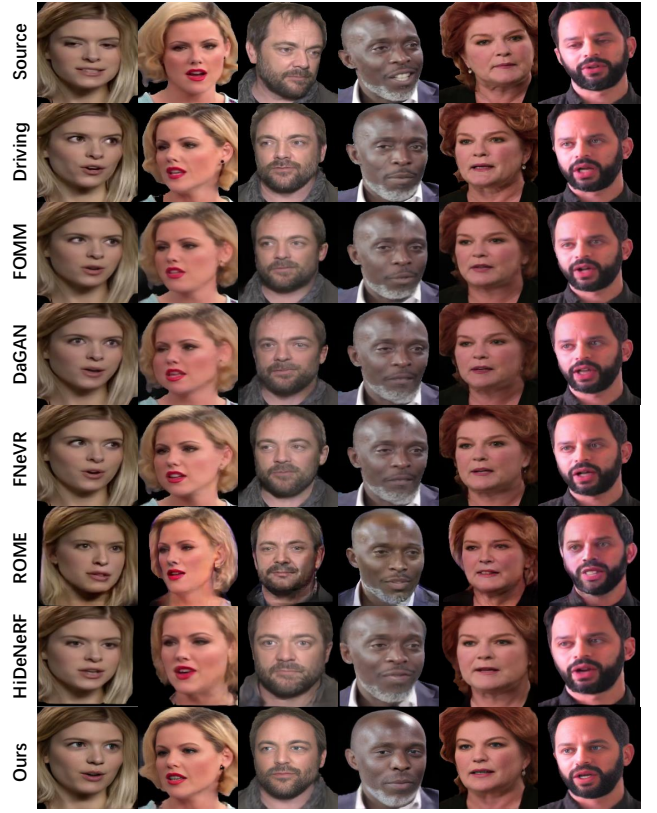 Source
Driving
FOMM
DaGAN
FNeVR
ROME
HiDeNeRF
Ours